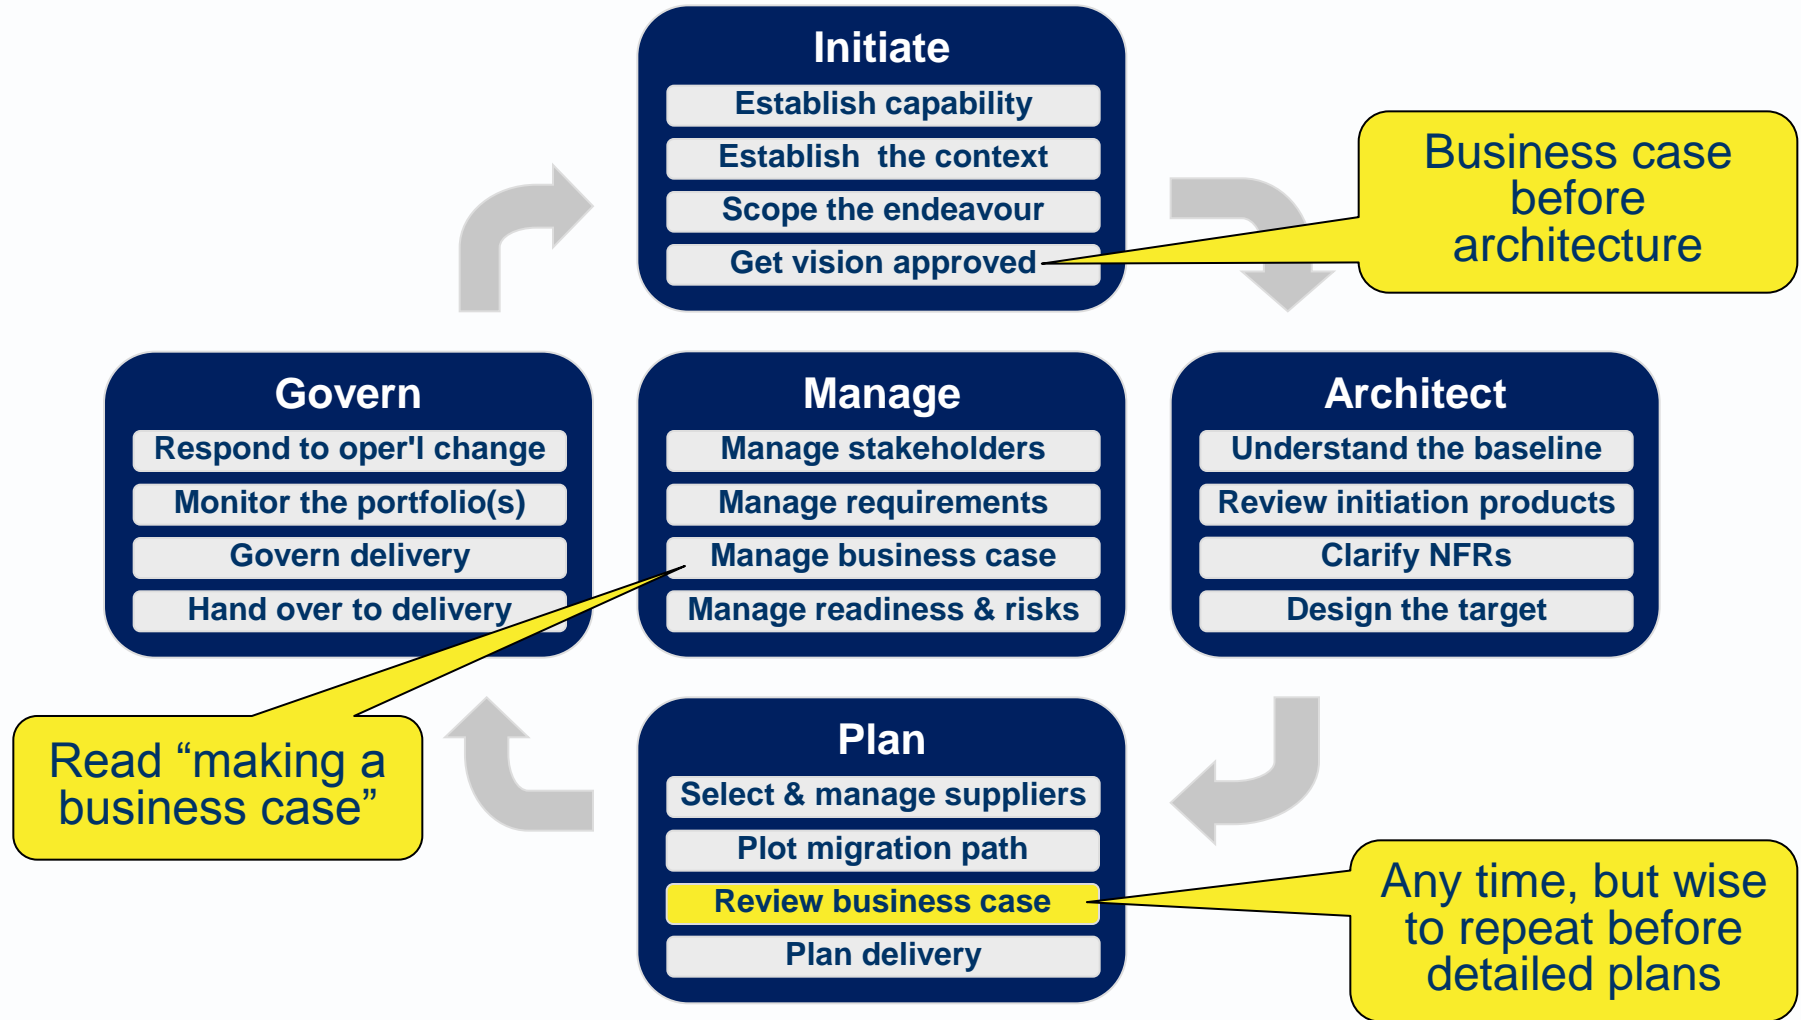 Initiate
Establish capability
Establish the context
Scope the endeavour
Get vision approved
Business case
before
architecture
Govern
Respond to oper'l change
Monitor the portfolio(s)
Govern delivery
Hand over to delivery
Manage
Manage stakeholders
Manage requirements
Manage business case
Manage readiness & risks
Architect
Understand the baseline
Review initiation products
Clarify NFRs
Design the target
Read “making a
business case”
Plan
Select & manage suppliers
Plot migration path
Review business case
Plan delivery
Any time, but wise
to repeat before
detailed plans